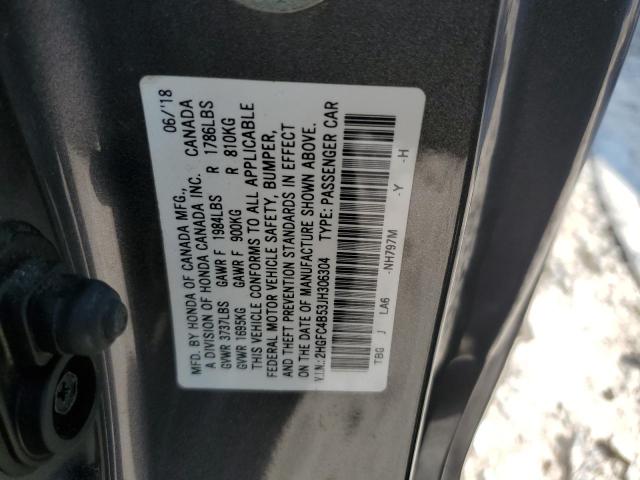 MFD. BY HONDA OF CANADA MFG., 06/'18
A DIVISION OF HONDA CANADA INC. CANADA
GVWR 3737LBS GAWR F 1984LBS R 1786LBS
GVWR 1695KG GAWR F 900KG R 810KG
THIS VEHICLE CONFORMS TO ALL APPLICABLE
FEDERAL MOTOR VEHICLE SAFETY, BUMPER,
AND THEFT PREVENTION STANDARDS IN EFFECT
ON THE DATE OF MANUFACTURE SHOWN ABOVE.
V.I.N.: 2HGFC4B53JH306304 TYPE: PASSENGER CAR
TBG J LA6 -NH797M -Y -H